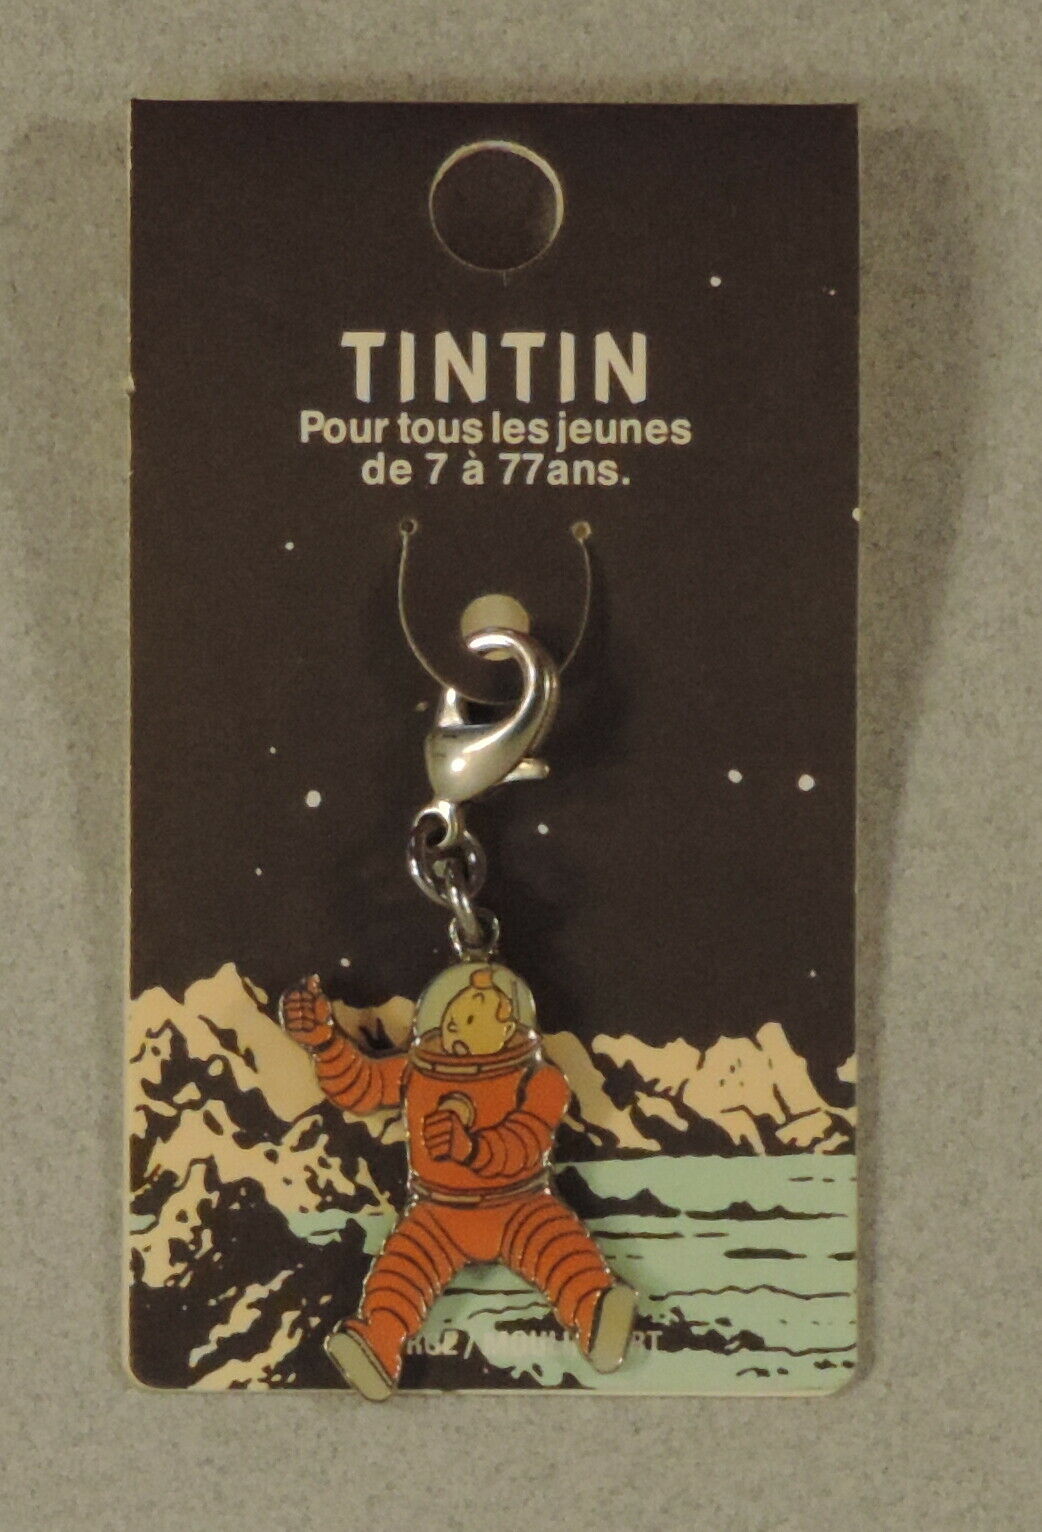 TINTIN
Pour tous les jeunes
de 7 à 77ans.